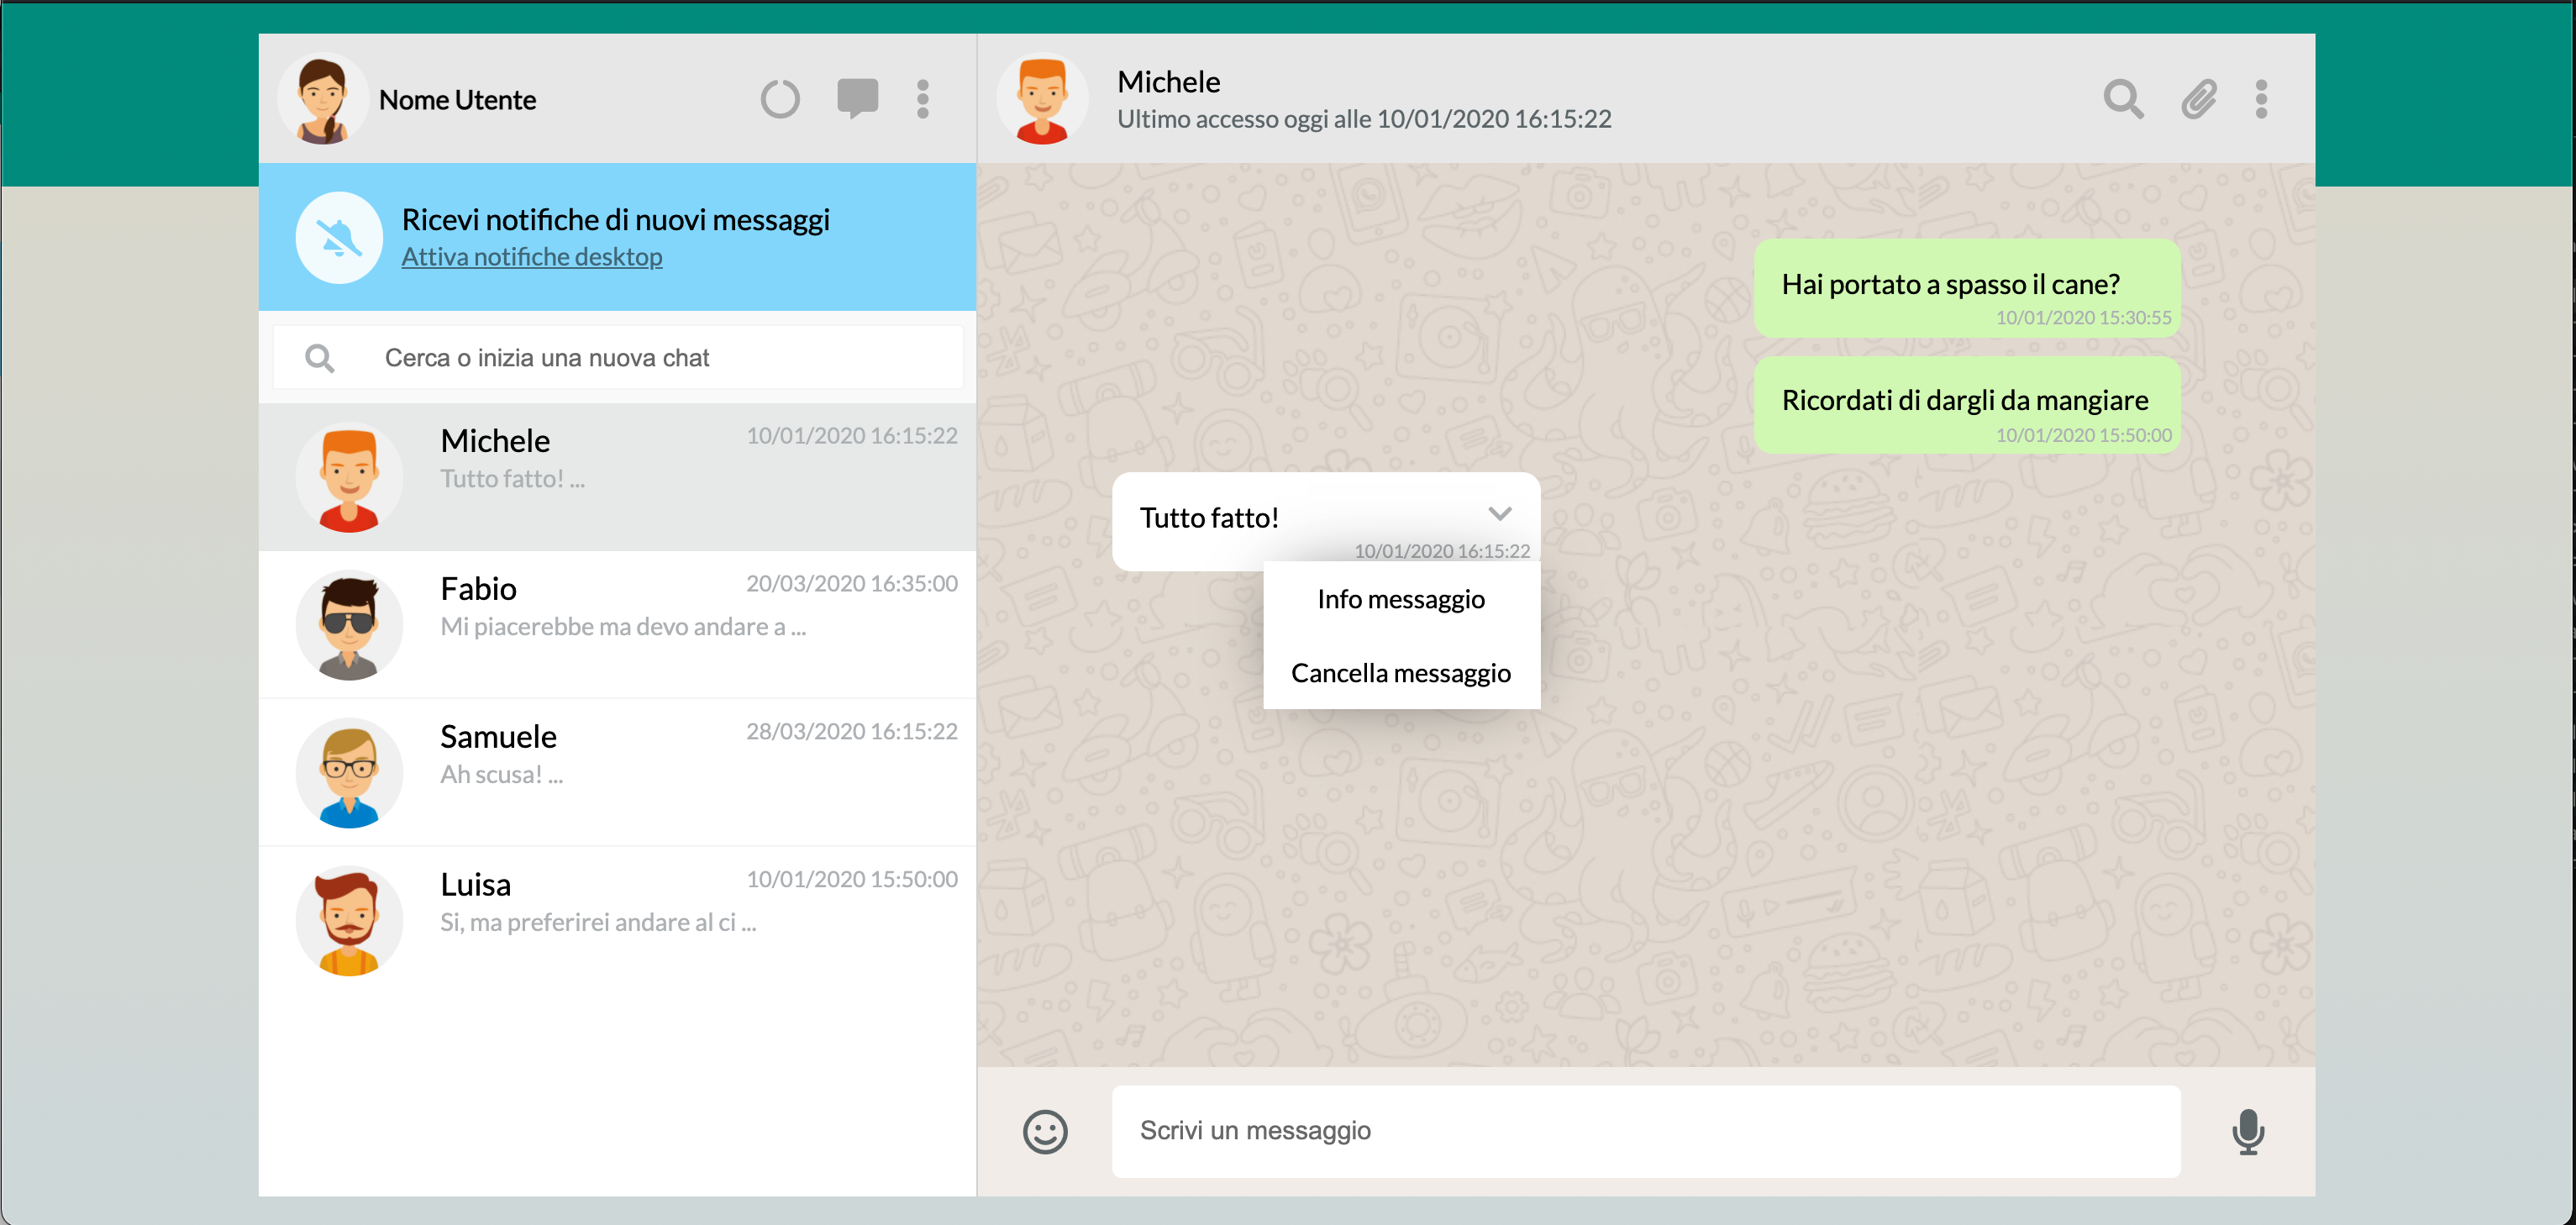 Nome Utente
Michele
Ultimo accesso oggi alle 10/01/2020 16:15:22
Ricevi notifiche di nuovi messaggi
Attiva notifiche desktop
Cerca o inizia una nuova chat
Michele
10/01/2020 16:15:22
Tutto fatto! ...
Fabio
20/03/2020 16:35:00
Mi piacerebbe ma devo andare a ...
Samuele
28/03/2020 16:15:22
Ah scusa! ...
Luisa
10/01/2020 15:50:00
Si, ma preferirei andare al ci ...
Hai portato a spasso il cane?
10/01/2020 15:30:55
Ricordati di dargli da mangiare
10/01/2020 15:50:00
Tutto fatto!
10/01/2020 16:15:22
Info messaggio
Cancella messaggio
Scrivi un messaggio